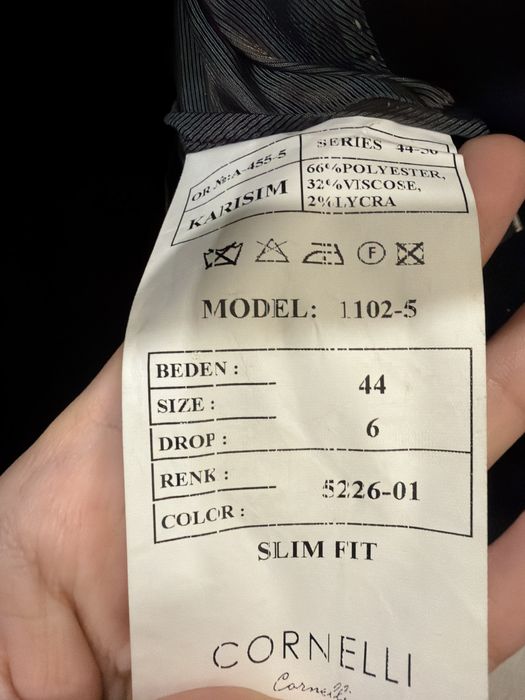 OR.No:A-455-5
SERIES 44-56
KARISIM
66%POLYESTER,
32%VISCOSE,
2%LYCRA
F
MODEL: 1102-5
BEDEN :
SIZE :
44
DROP :
6
RENK :
COLOR :
5226-01
SLIM FIT
CORNELLI